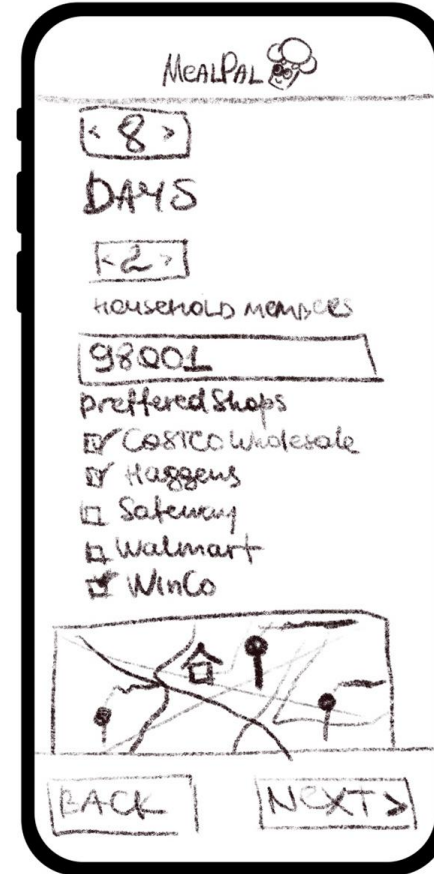 MEALPAL
< 8 >
DAYS
< 2 >
HOUSEHOLD MEMBERS
98001
preffered Shops
COSTCO Wholesale
Haggens
Safeway
Walmart
WinCo
BACK
NEXT >